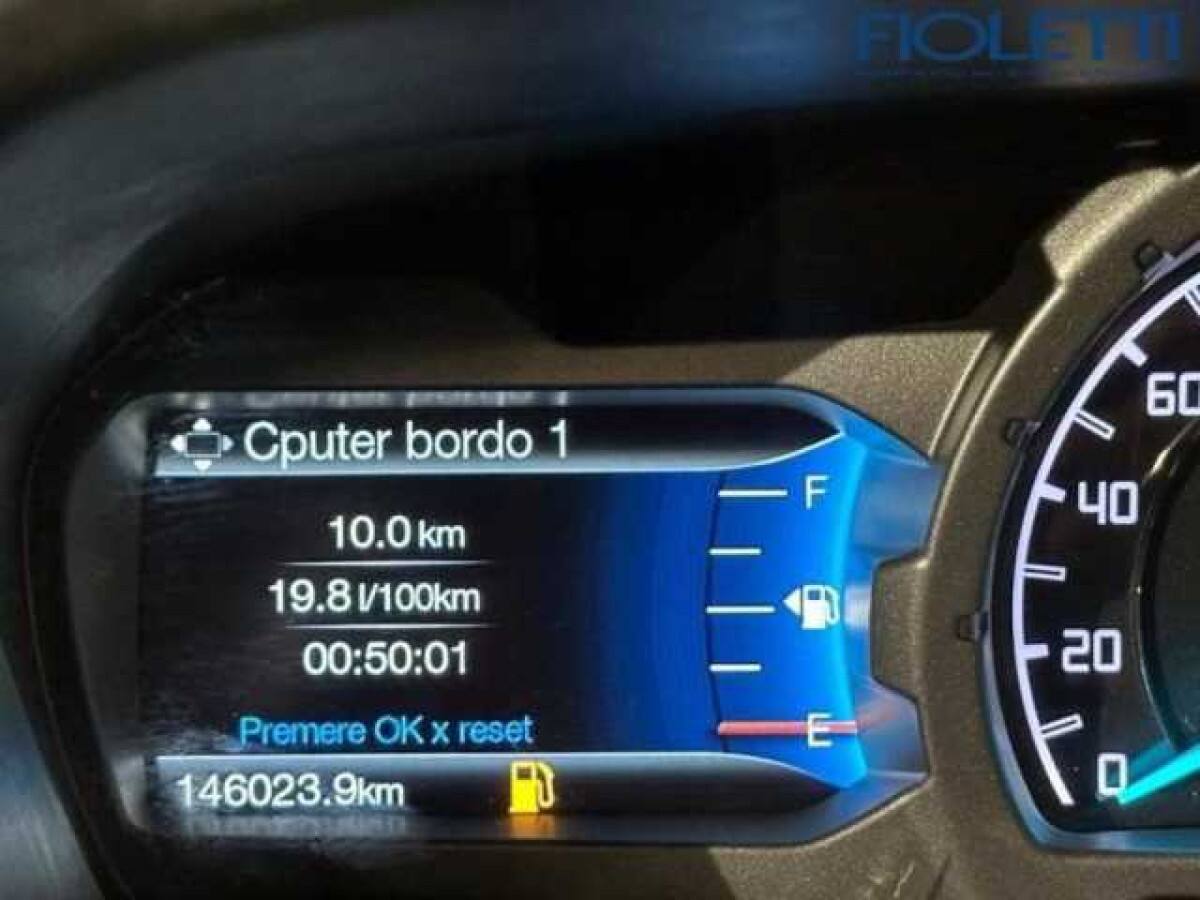 FIOLETTI
Cputer bordo 1
10.0 km
19.8 l/100km
00:50:01
Premere OK x reset
146023.9km
F
E
60
40
20
0